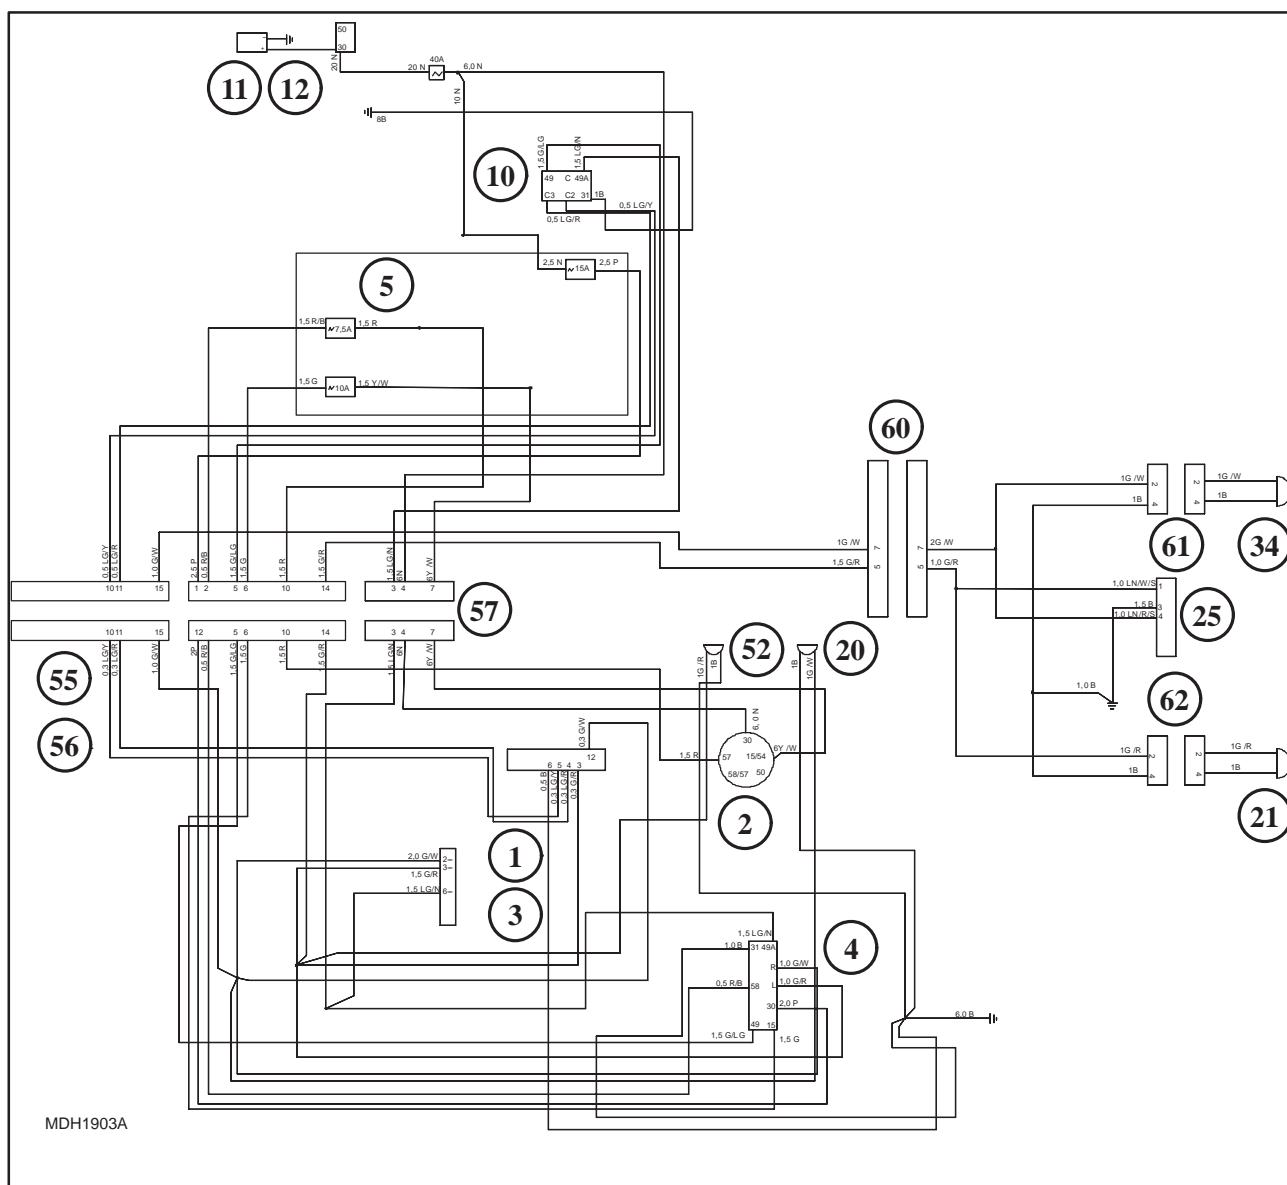 50
30
− +
20 N
20 N
40A
6,0 N
10 N
11
12
8B
1,5 G/LG
1,5 LG/N
10
49 C 49A
C3 C2 31
1B
0,5 LG/Y
0,5 LG/R
5
2,5 N
15A
2,5 P
1,5 R/B
7,5A
1,5 R
1,5 G
10A
1,5 Y/W
60
1G /W
7
1,5 G/R
5
7
2G /W
5
1,0 G/R
1G /W
2
1B
4
2
1G /W
4
1B
61
34
1,0 LN/W/S
1
1,5 B
3
1,0 LN/R/S
4
25
0,5 LG/Y
0,5 LG/R
1,0 G/W
2,5 P
0,5 R/B
1,5 G/LG
1,5 G
1,5 R
1,5 G/R
1,5 LG/N
6N
6Y /W
10 11 15
1 2 5 6 10 14
3 4 7
57
10 11 15
12 5 6 10 14
3 4 7
55
0,3 LG/Y
0,3 LG/R
1,0 G/W
2P
0,5 R/B
1,5 G/LG
1,5 G
1,5 R
1,5 G/R
1,5 LG/N
6N
6Y /W
56
52
1G /R
1B
20
1B
1G /W
1,0 B
62
1G /R
2
1B
4
2
1G /R
4
1B
21
0,3 G/W
12
6 5 4 3
0,5 B
0,3 LG/Y
0,3 LG/R
0,3 G/R
6, 0 N
30
1,5 R
57
15/54
6Y /W
58/57
50
2
1
3
2,0 G/W
2
3
1,5 G/R
1,5 LG/N
6
1,5 LG/N
1,0 B
31 49A
4
R
1,0 G/W
0,5 R/B
58
L
1,0 G/R
30
2,0 P
49 15
1,5 G/LG
1,5 G
6,0 B
MDH1903A